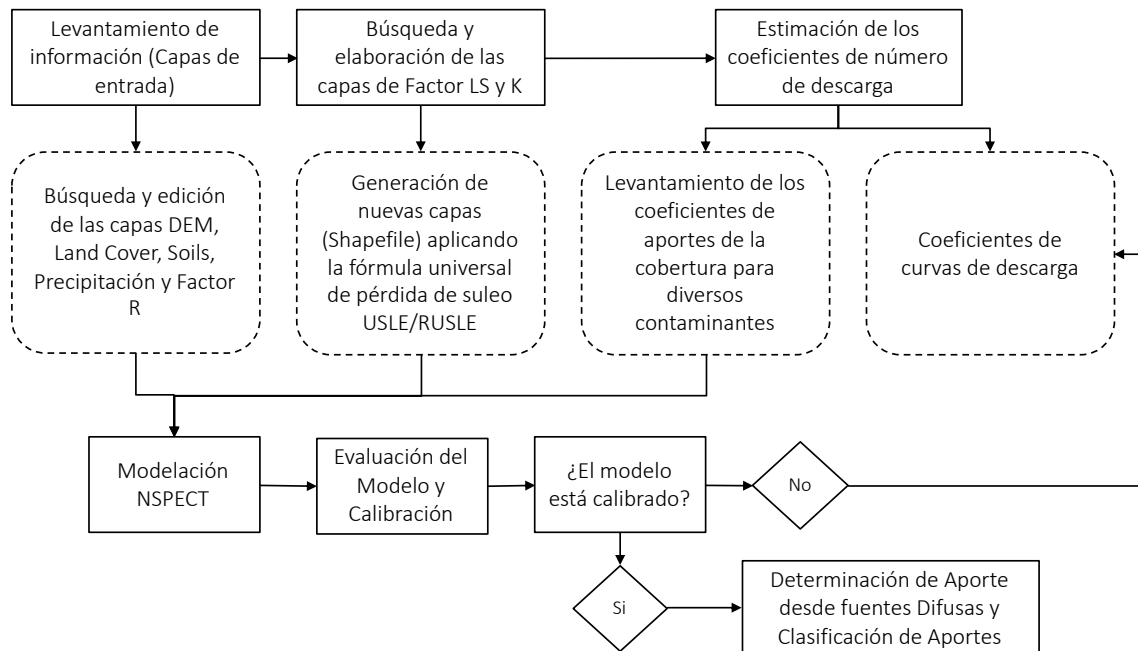 Levantamiento de
información (Capas de
entrada)
Búsqueda y
elaboración de las
capas de Factor LS y K
Estimación de los
coeficientes de número
de descarga
Búsqueda y edición
de las capas DEM,
Land Cover, Soils,
Precipitación y Factor
R
Generación de
nuevas capas
(Shapefile) aplicando
la fórmula universal
de pérdida de suleo
USLE/RUSLE
Levantamiento de los
coeficientes de
aportes de la
cobertura para
diversos
contaminantes
Coeficientes de
curvas de descarga
Modelación
NSPECT
Evaluación del
Modelo y
Calibración
¿El modelo
está calibrado?
No
Si
Determinación de Aporte
desde fuentes Difusas y
Clasificación de Aportes